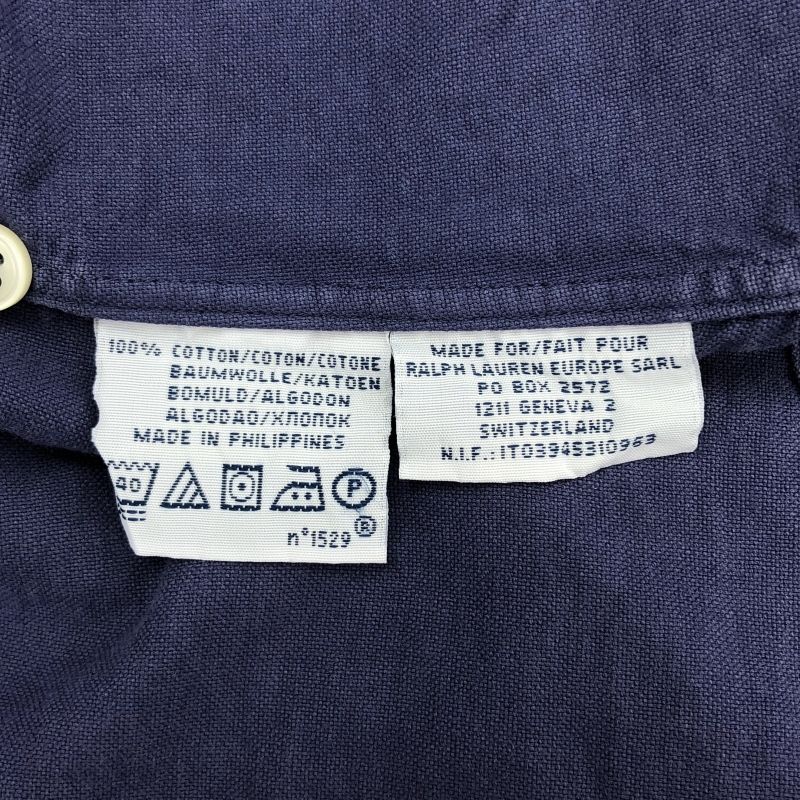 100% COTTON/COTON/COTONE
BAUMWOLLE/KATOEN
BOMULD/ALGODON
ALGODAO/ХЛОПОК
MADE IN PHILIPPINES
40
P
n°1529 ®
MADE FOR/FAIT POUR
RALPH LAUREN EUROPE SARL
PO BOX 2572
1211 GENEVA 2
SWITZERLAND
N.I.F.:IT03945310963